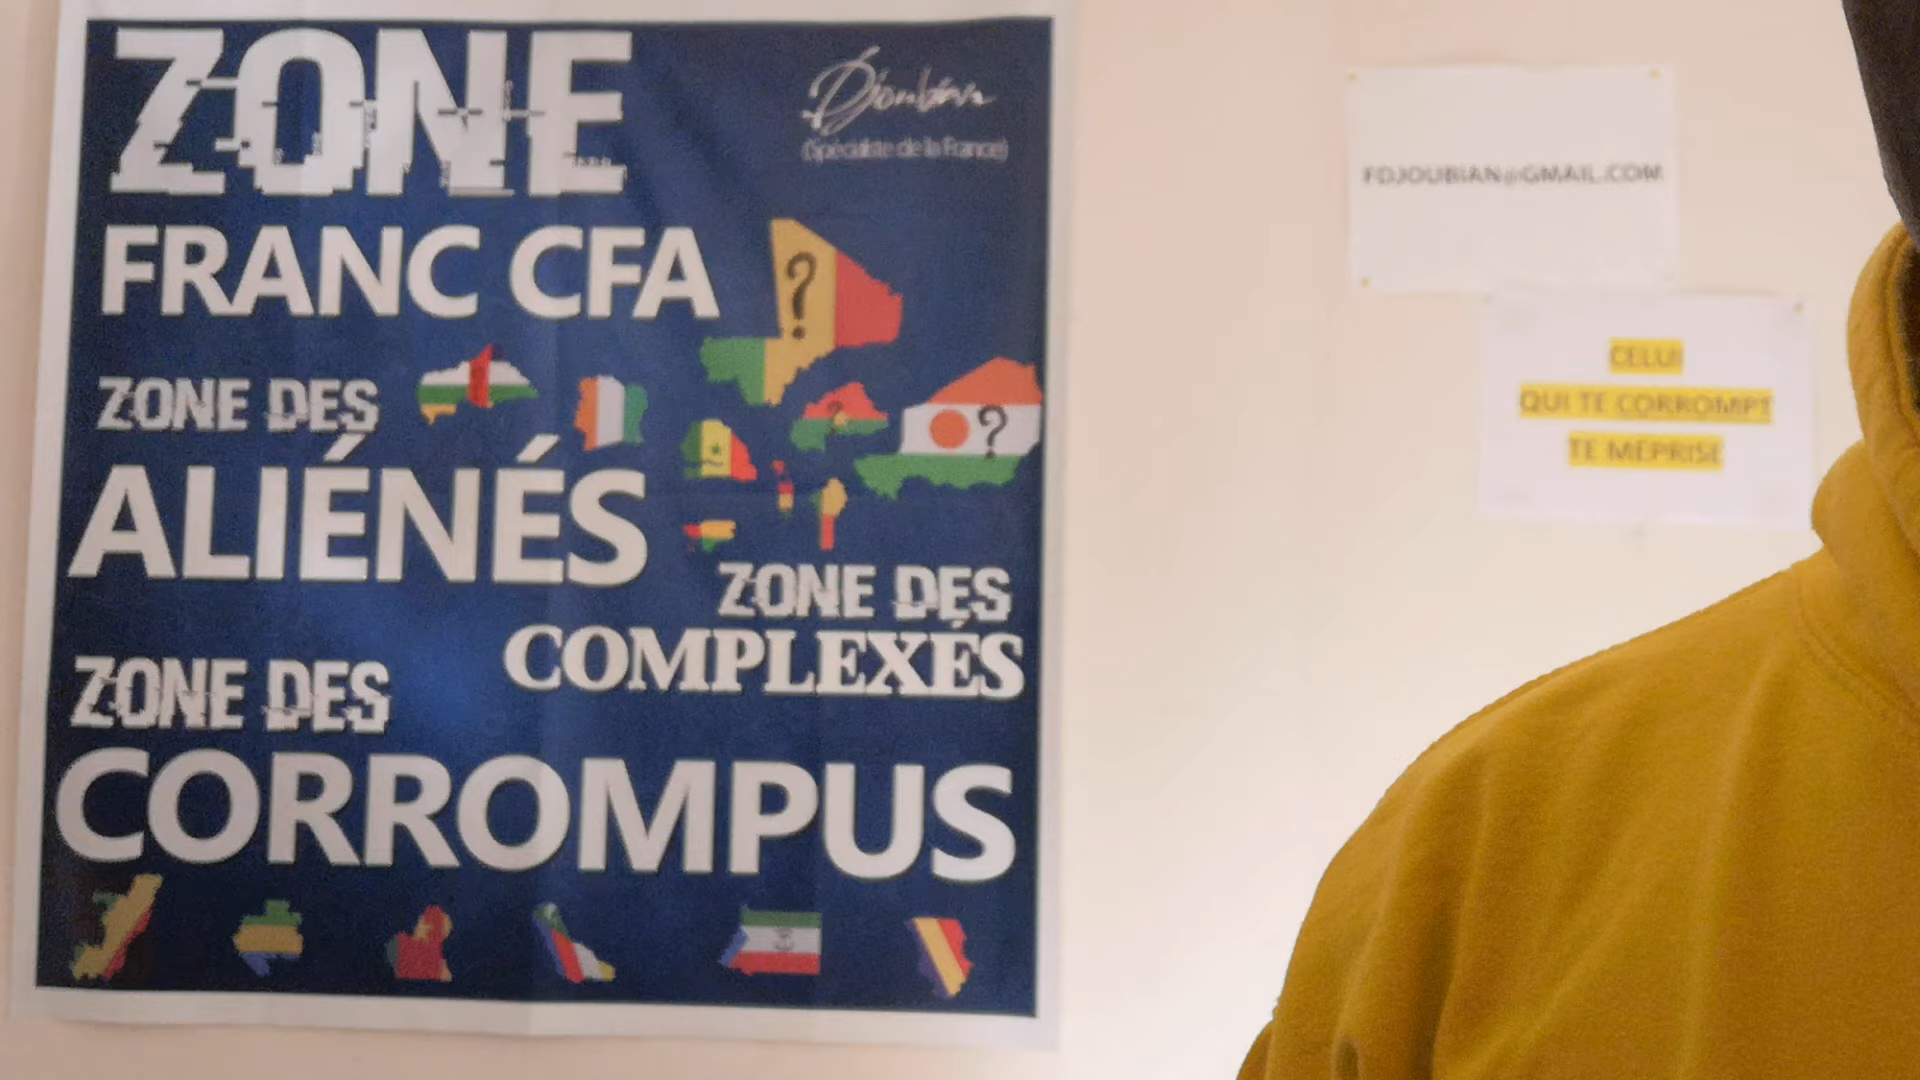 ZONE
Djoubian
(Spécialiste de la France)
FRANC CFA
?
?
?
ZONE DES
ALIÉNÉS
ZONE DES
COMPLEXÉS
ZONE DES
CORROMPUS
FDJOUBIAN@GMAIL.COM
CELUI
QUI TE CORROMPT
TE MÉPRISE